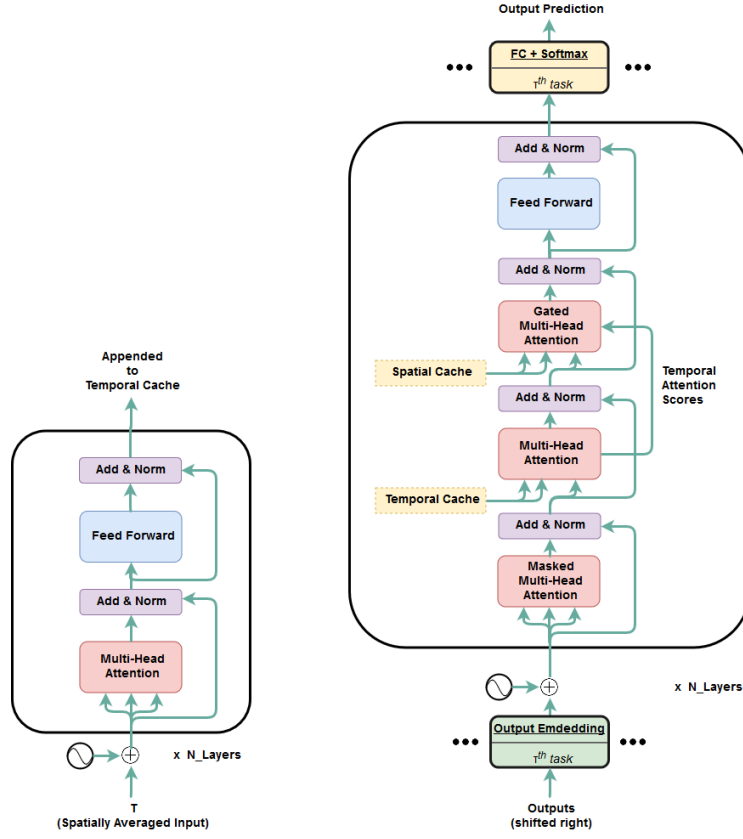 Output Prediction
FC + Softmax
τth task
Add & Norm
Feed Forward
Add & Norm
Gated
Multi-Head
Attention
Spatial Cache
Temporal
Attention
Scores
Add & Norm
Multi-Head
Attention
Temporal Cache
Add & Norm
Masked
Multi-Head
Attention
x N_Layers
Output Emdedding
τth task
Outputs
(shifted right)
Appended
to
Temporal Cache
Add & Norm
Feed Forward
Add & Norm
Multi-Head
Attention
x N_Layers
T
(Spatially Averaged Input)